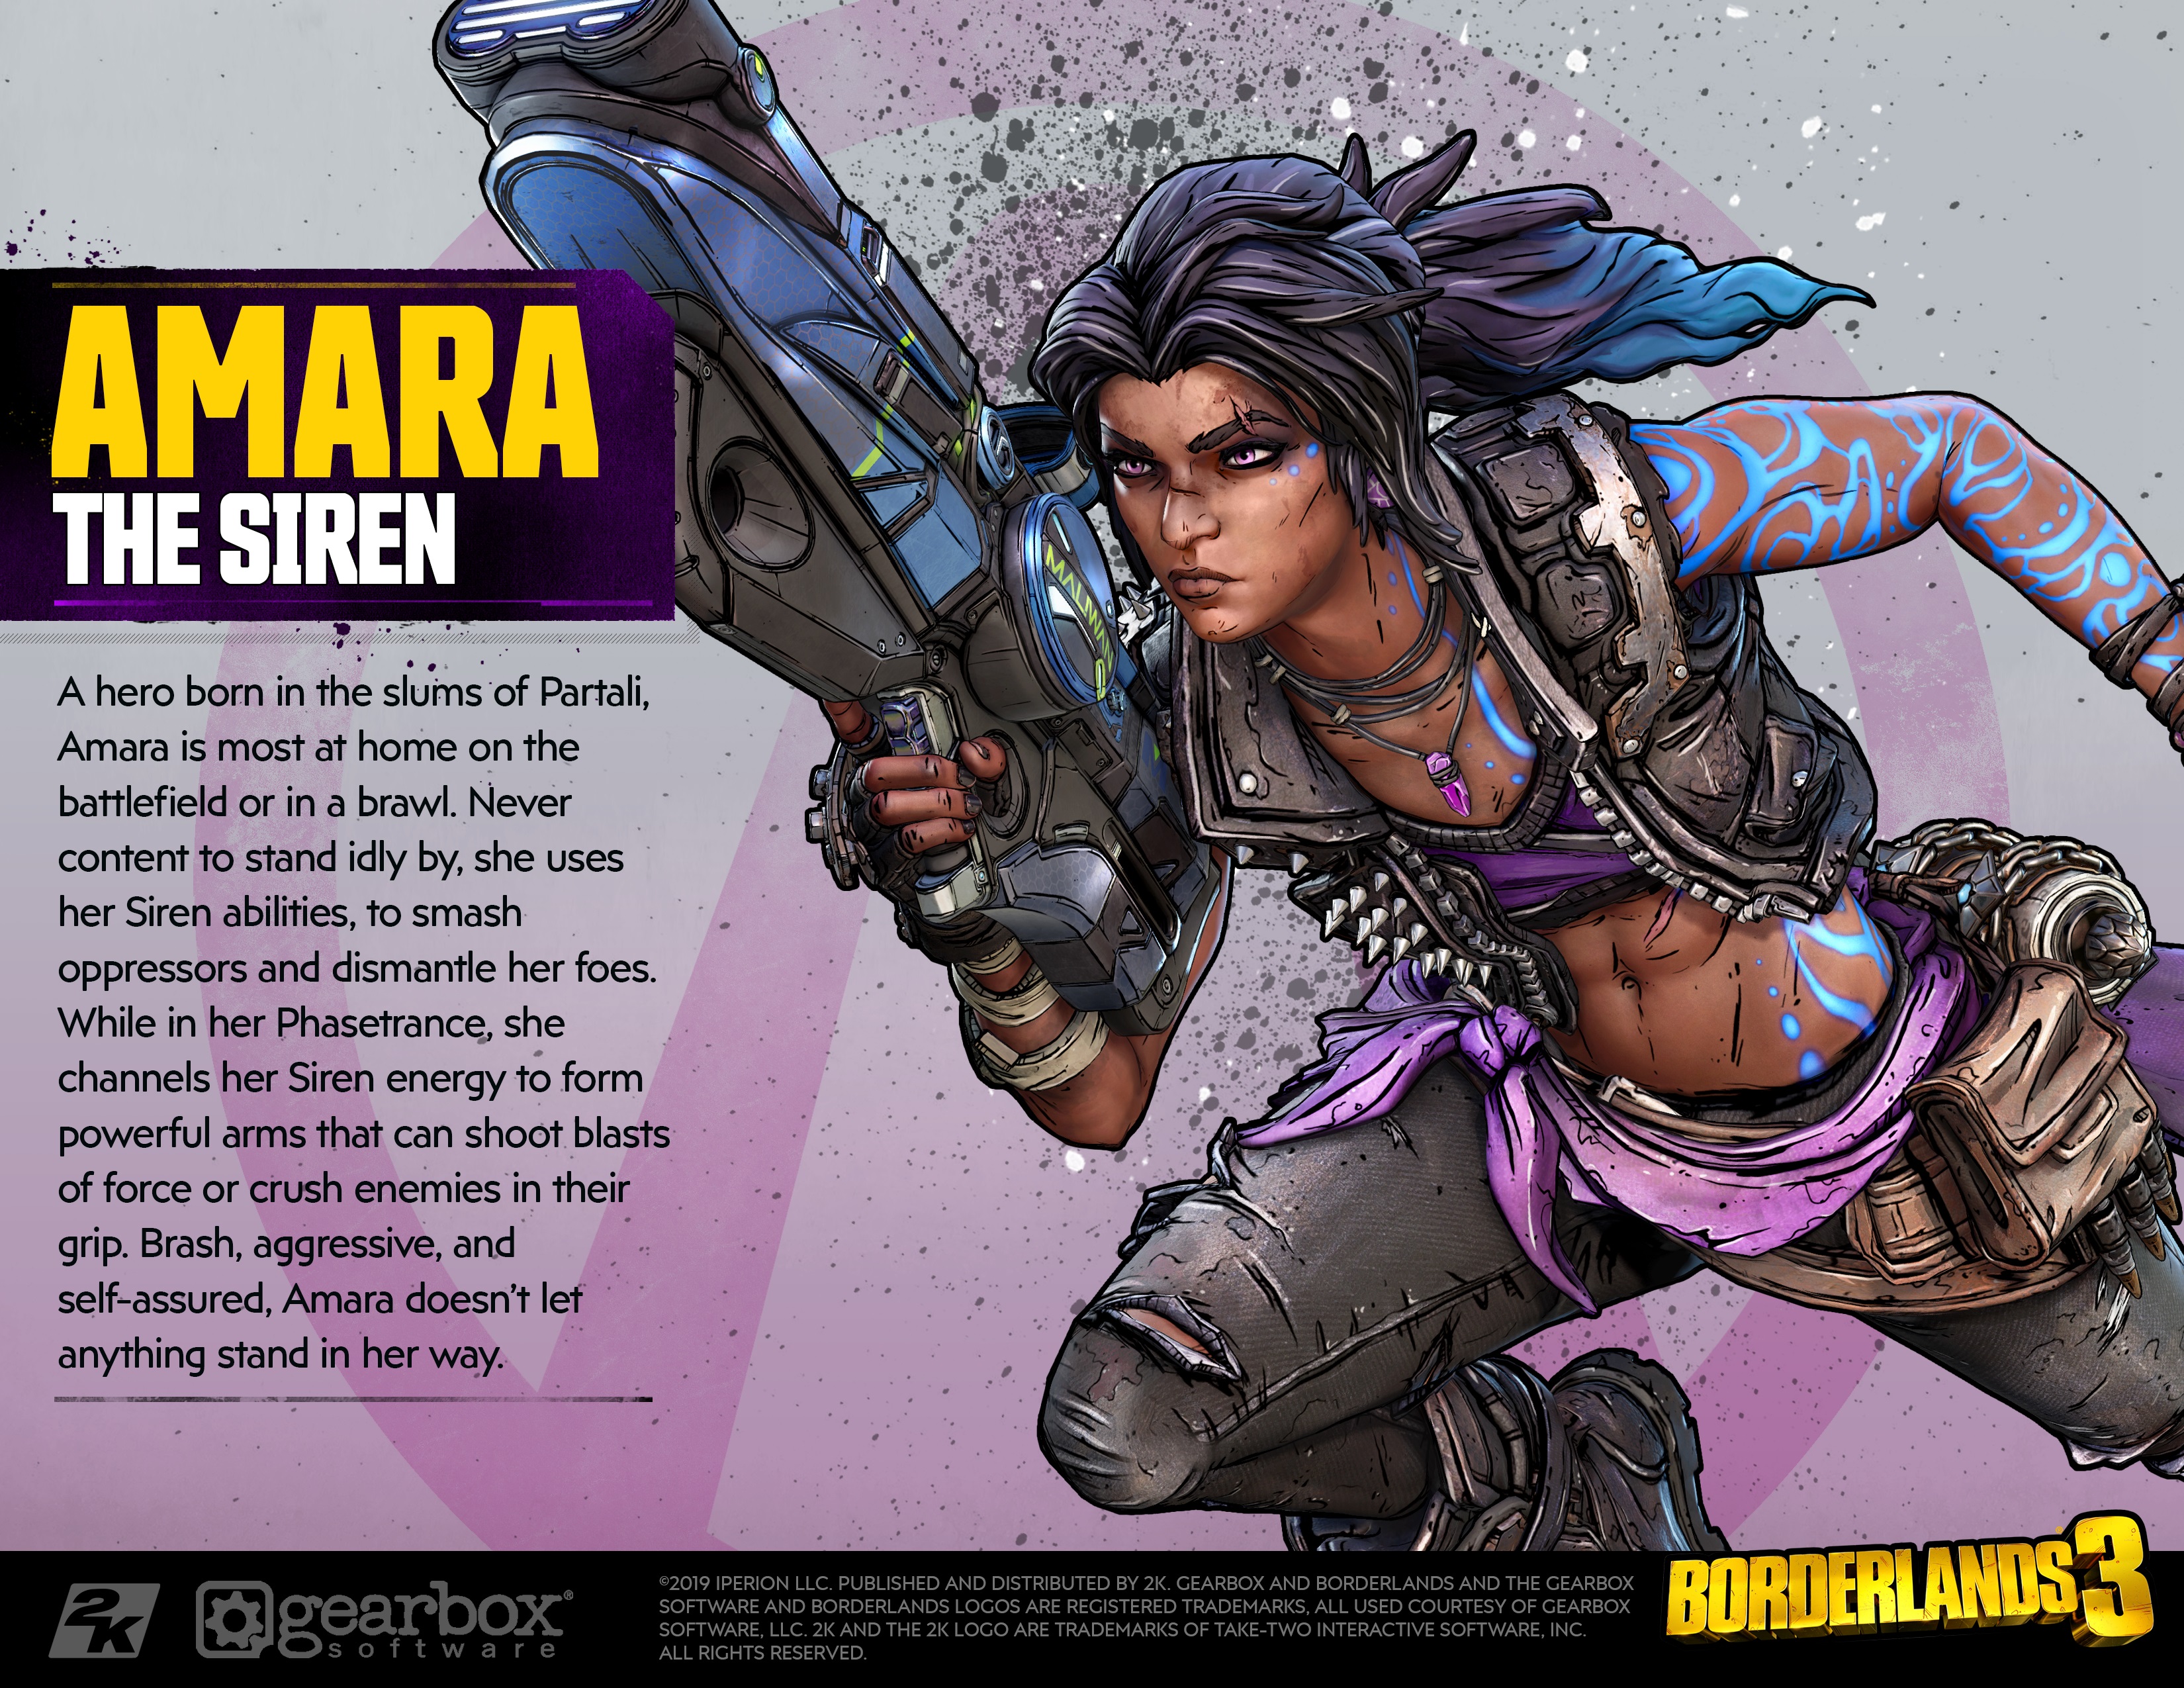 AMARA
THE SIREN
MALIWAN
A hero born in the slums of Partali,
Amara is most at home on the
battlefield or in a brawl. Never
content to stand idly by, she uses
her Siren abilities, to smash
oppressors and dismantle her foes.
While in her Phasetrance, she
channels her Siren energy to form
powerful arms that can shoot blasts
of force or crush enemies in their
grip. Brash, aggressive, and
self-assured, Amara doesn’t let
anything stand in her way.
2K
gearbox®
software
©2019 IPERION LLC. PUBLISHED AND DISTRIBUTED BY 2K. GEARBOX AND BORDERLANDS AND THE GEARBOX
SOFTWARE AND BORDERLANDS LOGOS ARE REGISTERED TRADEMARKS, ALL USED COURTESY OF GEARBOX
SOFTWARE, LLC. 2K AND THE 2K LOGO ARE TRADEMARKS OF TAKE-TWO INTERACTIVE SOFTWARE, INC.
ALL RIGHTS RESERVED.
BORDERLANDS 3